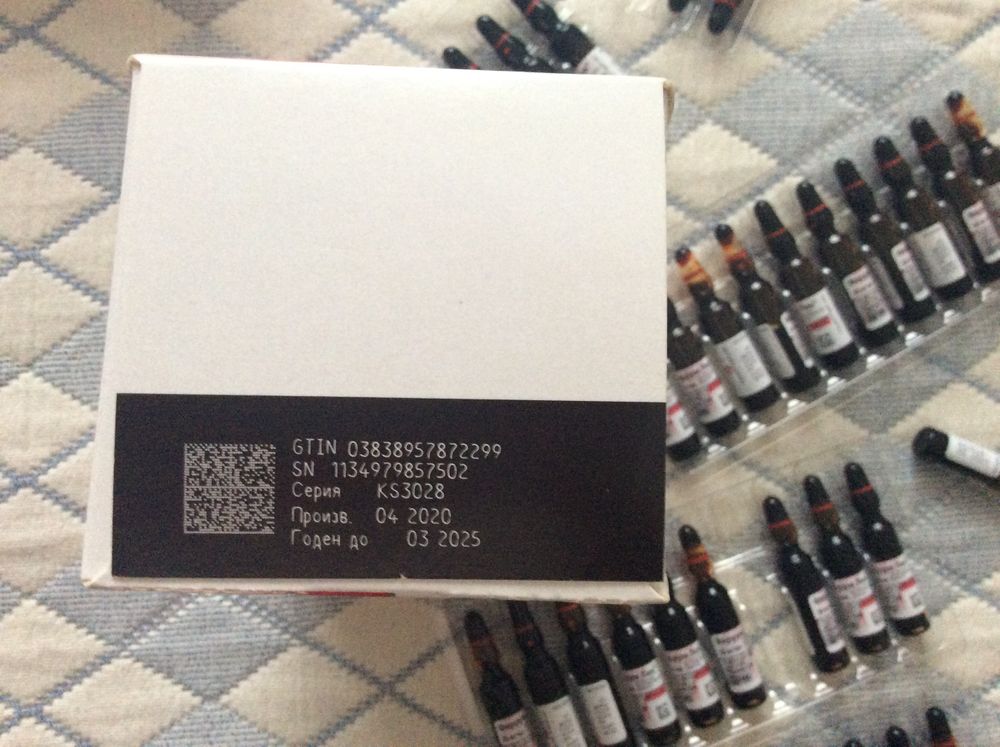 GTIN 03838957872299
SN 1134979857502
Серия KS3028
Произв. 04 2020
Годен до 03 2025